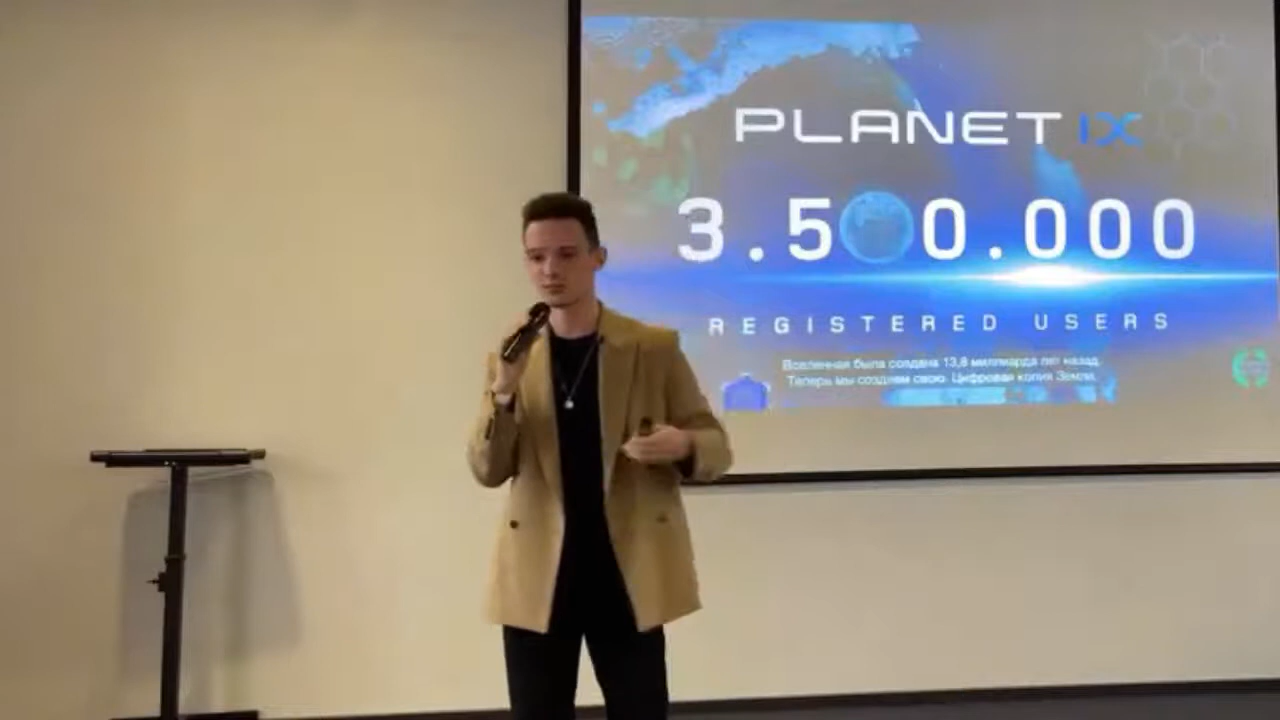 PLANET IX
3.500.000
REGISTERED USERS
Вселенная была создана 13,8 миллиарда лет назад.
Теперь мы создаем свою. Цифровая копия Земли.